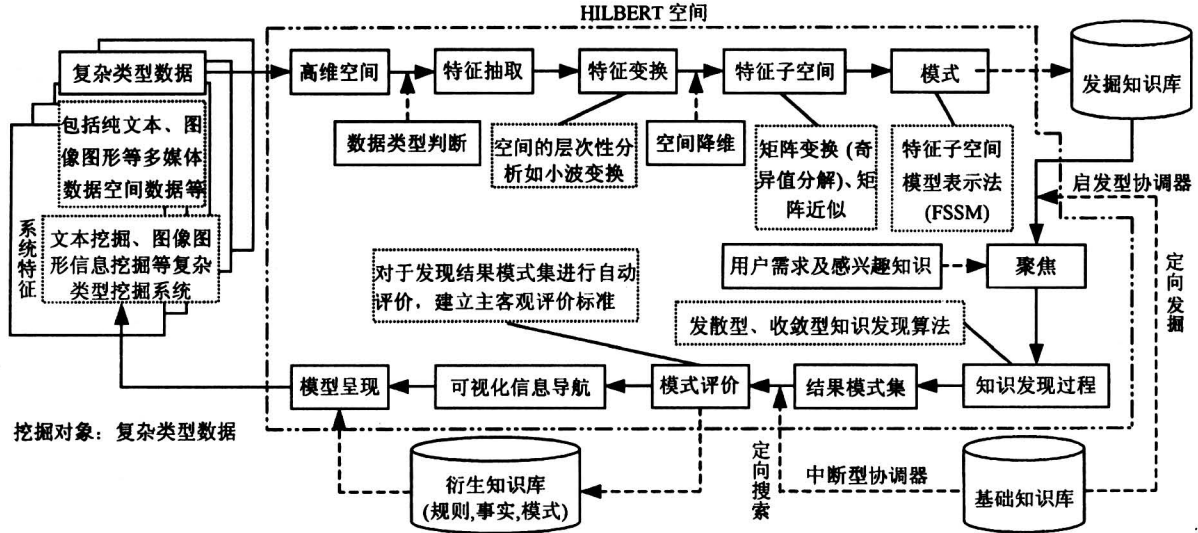 HILBERT 空间
复杂类型数据
高维空间
特征抽取
特征变换
特征子空间
模式
发掘知识库
包括纯文本、图
像图形等多媒体
数据空间数据等
数据类型判断
空间的层次性分
析如小波变换
空间降维
矩阵变换 (奇
异值分解)、矩
阵近似
特征子空间
模型表示法
(FSSM)
启发型协调器
系统特征
文本挖掘、图像图
形信息挖掘等复杂
类型挖掘系统
对于发现结果模式集进行自动
评价，建立主客观评价标准
用户需求及感兴趣知识
聚焦
定向发掘
发散型、收敛型知识发现算法
模型呈现
可视化信息导航
模式评价
结果模式集
知识发现过程
挖掘对象：复杂类型数据
衍生知识库
(规则,事实,模式)
定向搜索
中断型协调器
基础知识库